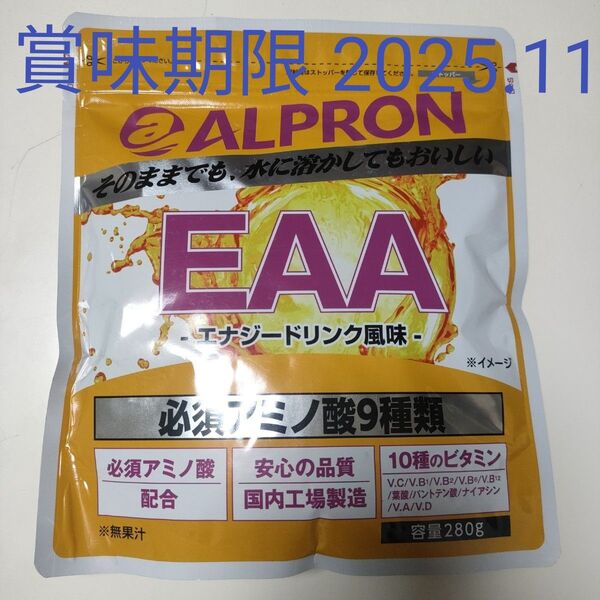 賞味期限 2025.11
ALPRON
そのままでも、水に溶かしてもおいしい
EAA
- エナジードリンク風味 -
※イメージ
必須アミノ酸9種類
必須アミノ酸
配合
安心の品質
国内工場製造
10種のビタミン
V.C/V.B1/V.B2/V.B6/V.B12
/葉酸/パントテン酸/ナイアシン
/V.A/V.D
※無果汁
容量280g